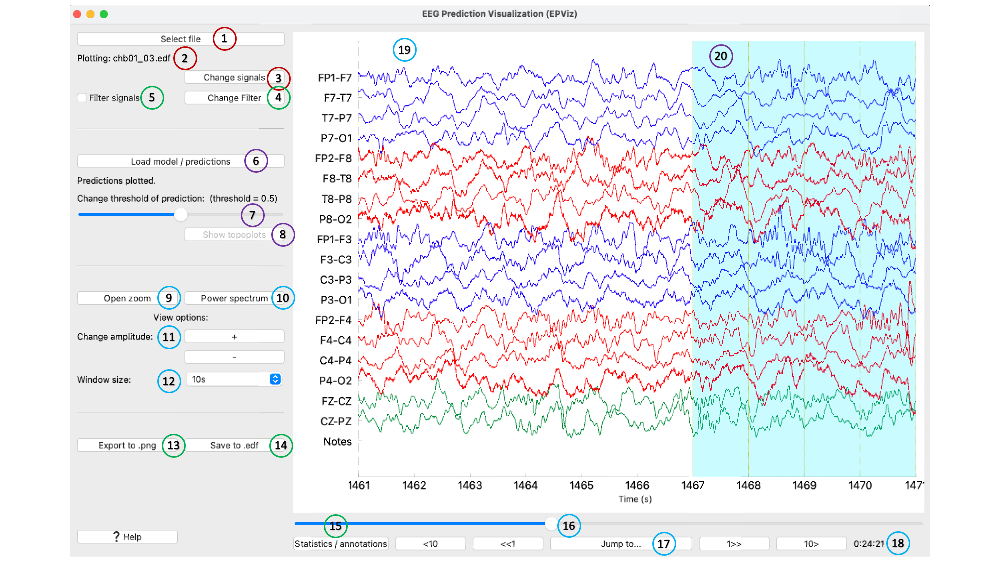 EEG Prediction Visualization (EPViz)
Select file 1
Plotting: chb01_03.edf 2
Change signals 3
Filter signals 5 Change Filter 4
Load model / predictions 6
Predictions plotted.
Change threshold of prediction: (threshold = 0.5)
7
Show topoplots 8
Open zoom 9 Power spectrum 10
View options:
Change amplitude: 11 +
-
Window size: 12 10s
Export to .png 13 Save to .edf 14
? Help
19 20
FP1-F7
F7-T7
T7-P7
P7-O1
FP2-F8
F8-T8
T8-P8
P8-O2
FP1-F3
F3-C3
C3-P3
P3-O1
FP2-F4
F4-C4
C4-P4
P4-O2
FZ-CZ
CZ-PZ
Notes
1461 1462 1463 1464 1465 1466 1467 1468 1469 1470 1471
Time (s)
15 16
Statistics / annotations <10 <<1 Jump to... 17 1>> 10> 0:24:21 18